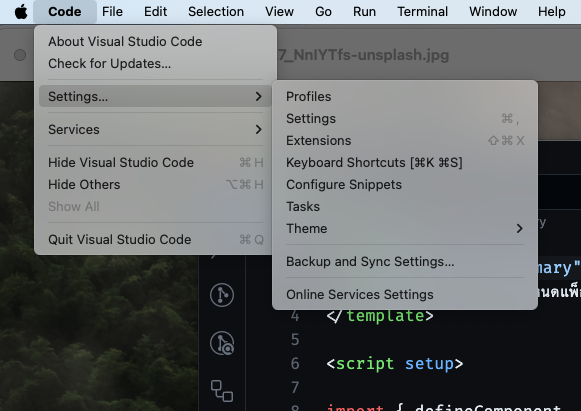 Code File Edit Selection View Go Run Terminal Window Help
7_NnlYTfs-unsplash.jpg
About Visual Studio Code
Check for Updates...
Settings...
Services
Hide Visual Studio Code ⌘H
Hide Others ⌥⌘H
Show All
Quit Visual Studio Code ⌘Q
Profiles
Settings ⌘,
Extensions ⇧⌘X
Keyboard Shortcuts [⌘K ⌘S]
Configure Snippets
Tasks
Theme
Backup and Sync Settings...
Online Services Settings
ry
mary"
4 </template>
5
6 <script setup>
7
8 import { defineComponent